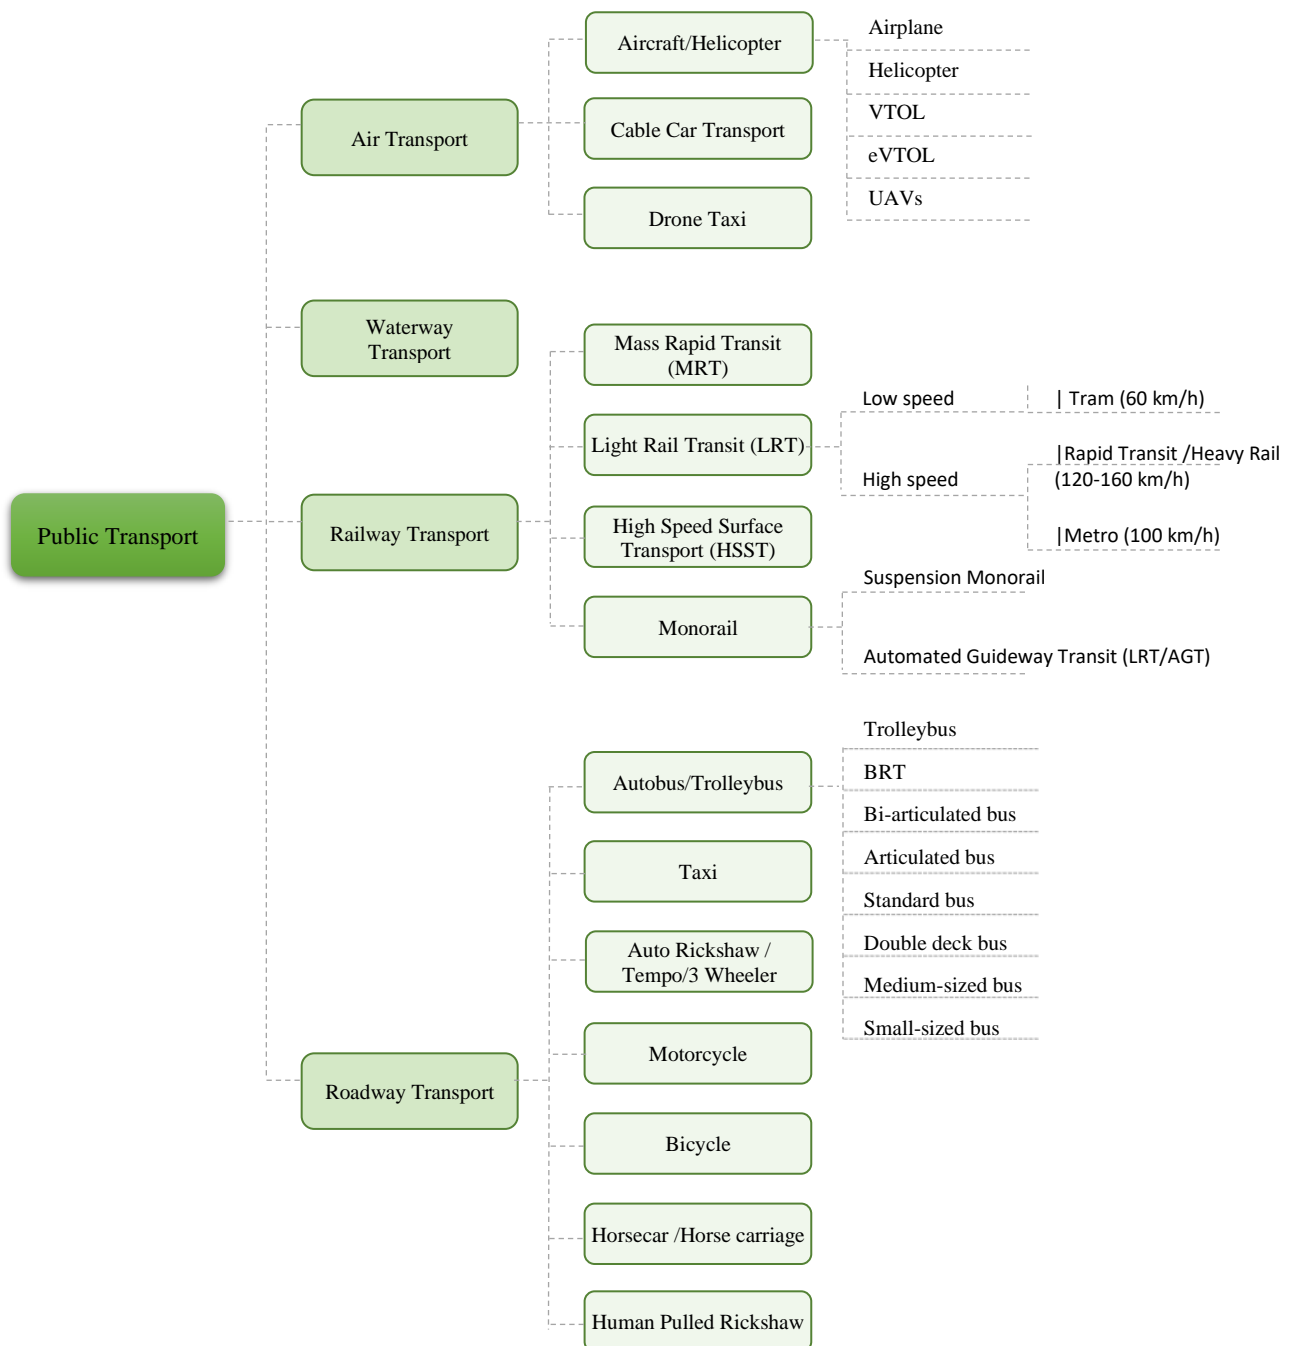 Public Transport
Air Transport
Aircraft/Helicopter
Airplane
Helicopter
VTOL
eVTOL
UAVs
Cable Car Transport
Drone Taxi
Waterway
Transport
Railway Transport
Mass Rapid Transit
(MRT)
Light Rail Transit (LRT)
Low speed
| Tram (60 km/h)
High speed
|Rapid Transit /Heavy Rail
(120-160 km/h)
|Metro (100 km/h)
High Speed Surface
Transport (HSST)
Monorail
Suspension Monorail
Automated Guideway Transit (LRT/AGT)
Roadway Transport
Autobus/Trolleybus
Trolleybus
BRT
Bi-articulated bus
Articulated bus
Standard bus
Double deck bus
Medium-sized bus
Small-sized bus
Taxi
Auto Rickshaw /
Tempo/3 Wheeler
Motorcycle
Bicycle
Horsecar /Horse carriage
Human Pulled Rickshaw